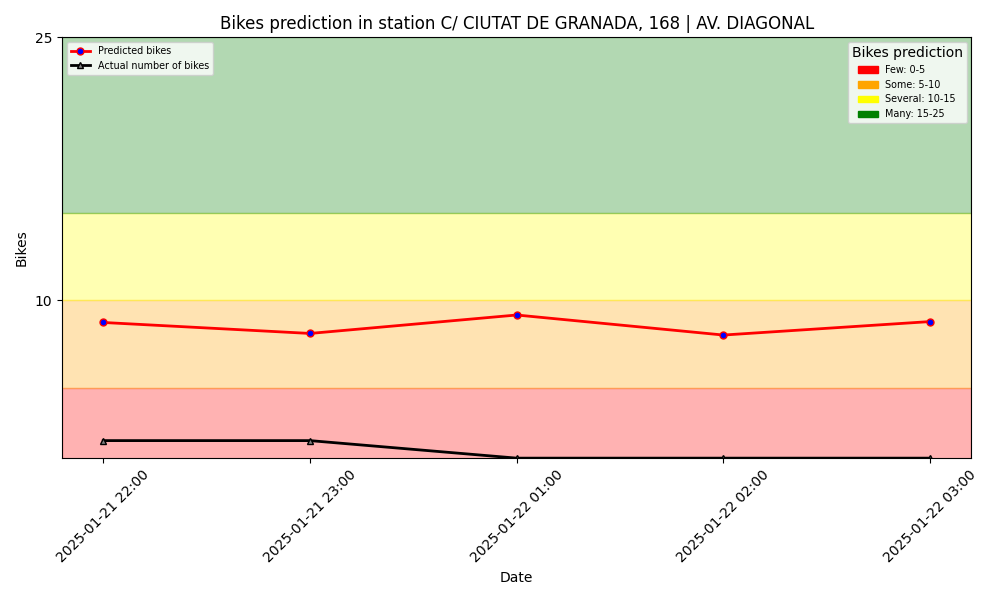 Bikes prediction in station C/ CIUTAT DE GRANADA, 168 | AV. DIAGONAL
25
10
Bikes
Predicted bikes
Actual number of bikes
Bikes prediction
Few: 0-5
Some: 5-10
Several: 10-15
Many: 15-25
2025-01-21 22:00
2025-01-21 23:00
2025-01-22 01:00
2025-01-22 02:00
2025-01-22 03:00
Date